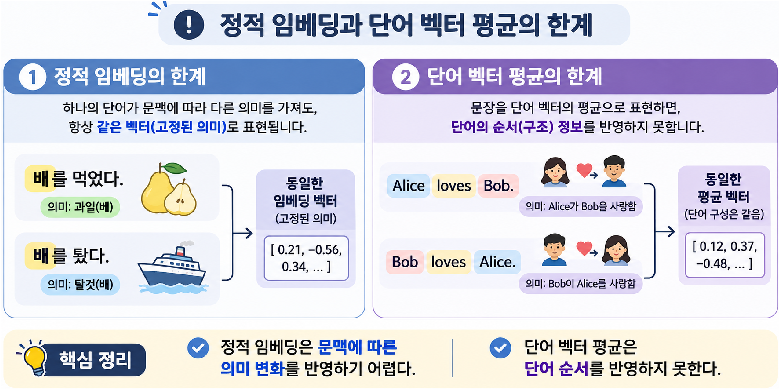 정적 임베딩과 단어 벡터 평균의 한계
1 정적 임베딩의 한계
하나의 단어가 문맥에 따라 다른 의미를 가져도,
항상 같은 벡터(고정된 의미)로 표현됩니다.
배를 먹었다.
의미: 과일(배)
배를 탔다.
의미: 탈것(배)
동일한
임베딩 벡터
(고정된 의미)
[ 0.21, −0.56,
0.34, ... ]
2 단어 벡터 평균의 한계
문장을 단어 벡터의 평균으로 표현하면,
단어의 순서(구조) 정보를 반영하지 못합니다.
Alice loves Bob.
의미: Alice가 Bob을 사랑함
Bob loves Alice.
의미: Bob이 Alice를 사랑함
동일한
평균 벡터
(단어 구성은 같음)
[ 0.12, 0.37,
−0.48, ... ]
핵심 정리
정적 임베딩은 문맥에 따른
의미 변화를 반영하기 어렵다.
단어 벡터 평균은
단어 순서를 반영하지 못한다.